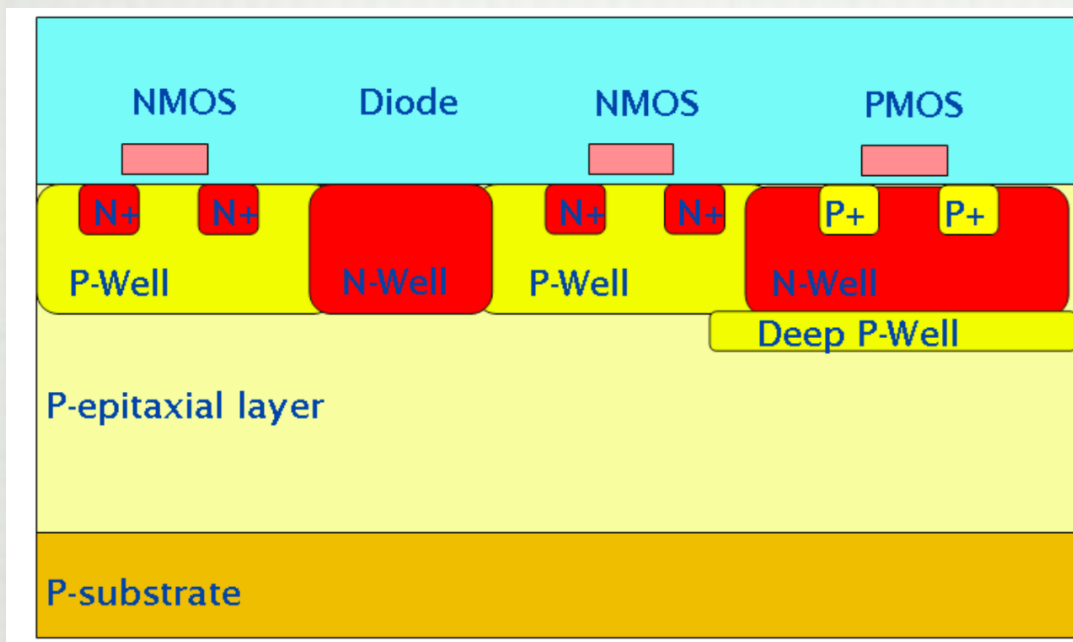 NMOS Diode NMOS PMOS
N+ N+ N+ N+ P+ P+
P-Well N-Well P-Well N-Well
Deep P-Well
P-epitaxial layer
P-substrate